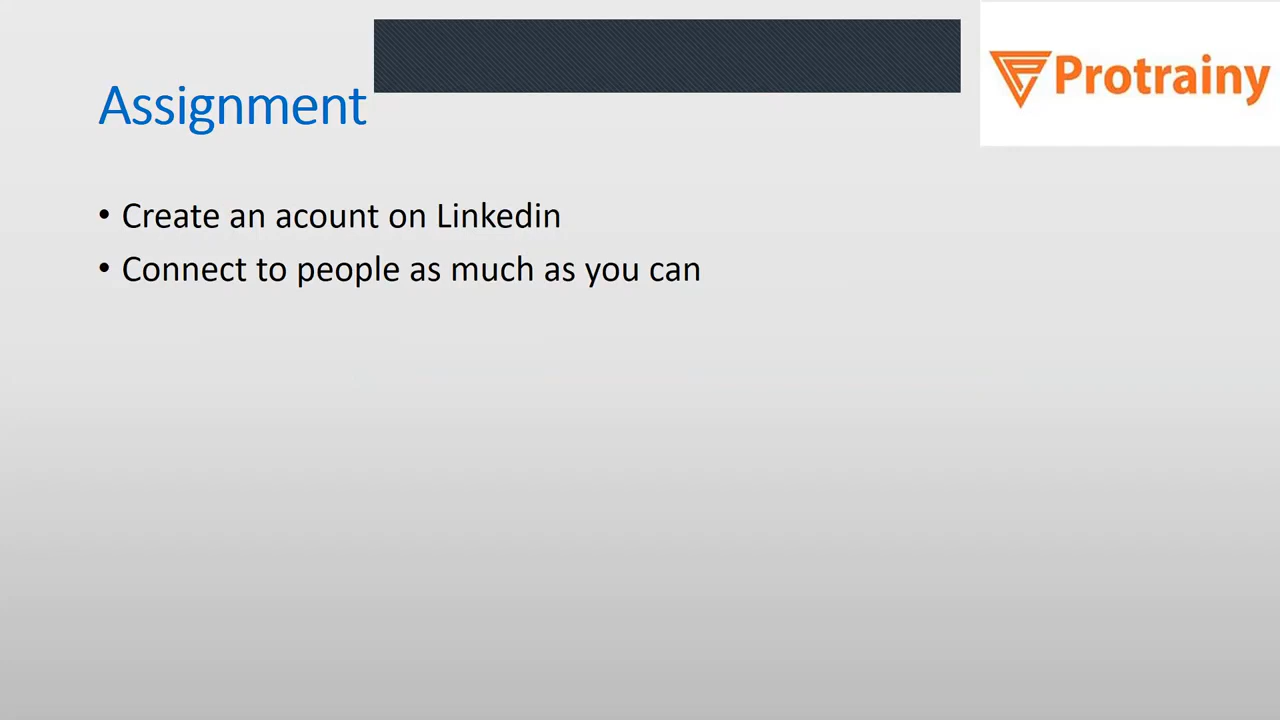 Protrainy
Assignment
• Create an acount on Linkedin
• Connect to people as much as you can